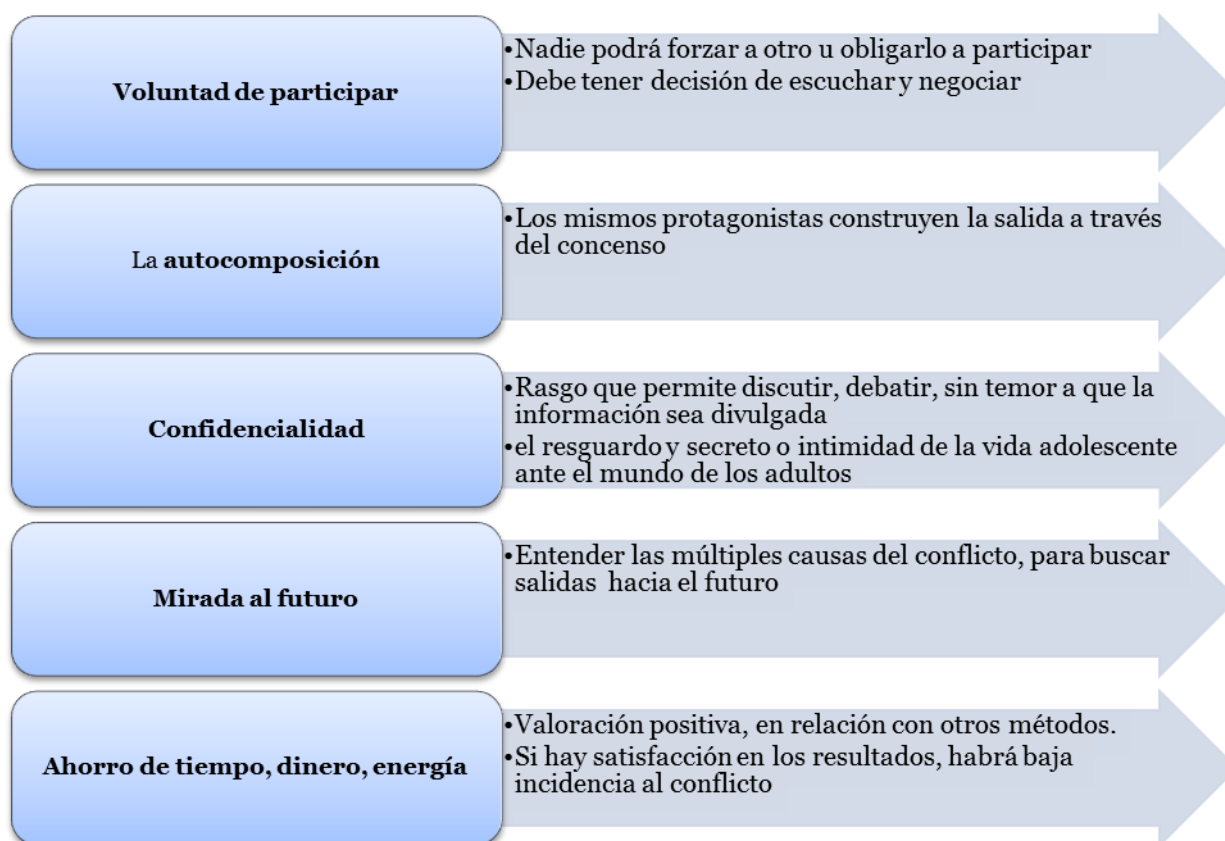 Voluntad de participar
•Nadie podrá forzar a otro u obligarlo a participar
•Debe tener decisión de escuchar y negociar
La autocomposición
•Los mismos protagonistas construyen la salida a través
del concenso
Confidencialidad
•Rasgo que permite discutir, debatir, sin temor a que la
información sea divulgada
•el resguardo y secreto o intimidad de la vida adolescente
ante el mundo de los adultos
Mirada al futuro
•Entender las múltiples causas del conflicto, para buscar
salidas hacia el futuro
Ahorro de tiempo, dinero, energía
•Valoración positiva, en relación con otros métodos.
•Si hay satisfacción en los resultados, habrá baja
incidencia al conflicto